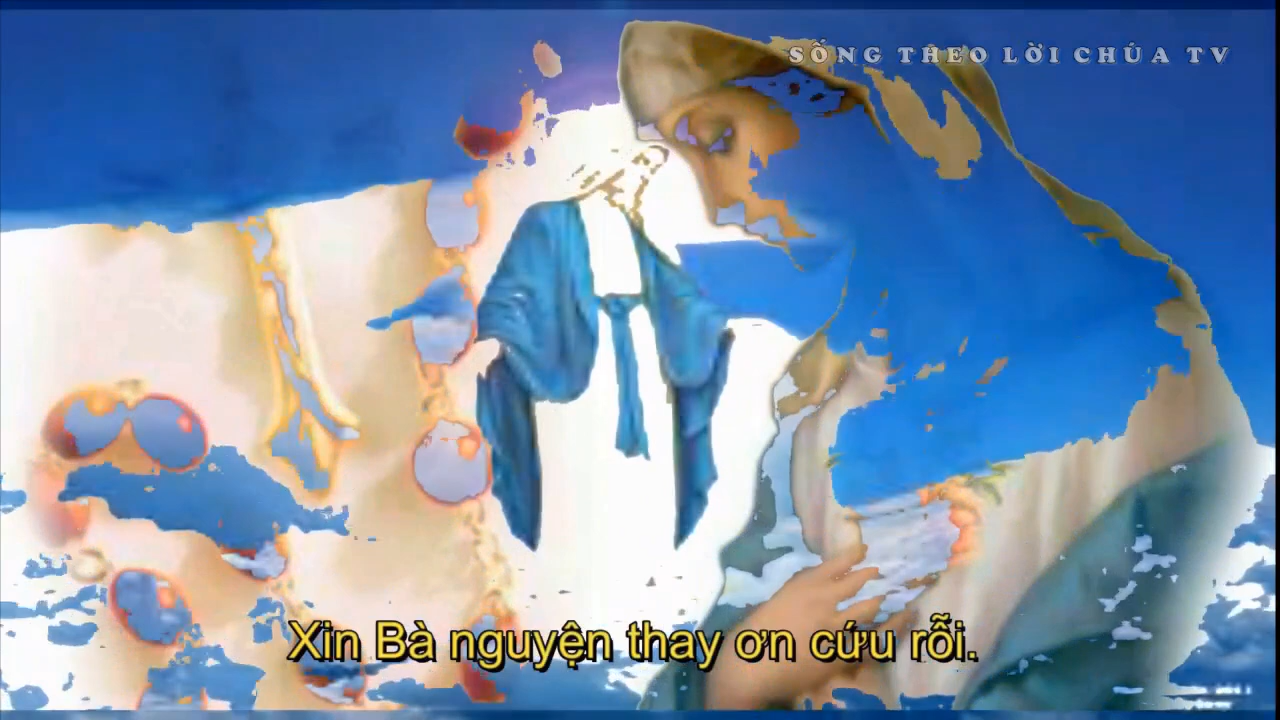 SỐNG THEO LỜI CHÚA TV
Xin Bà nguyện thay ơn cứu rỗi.